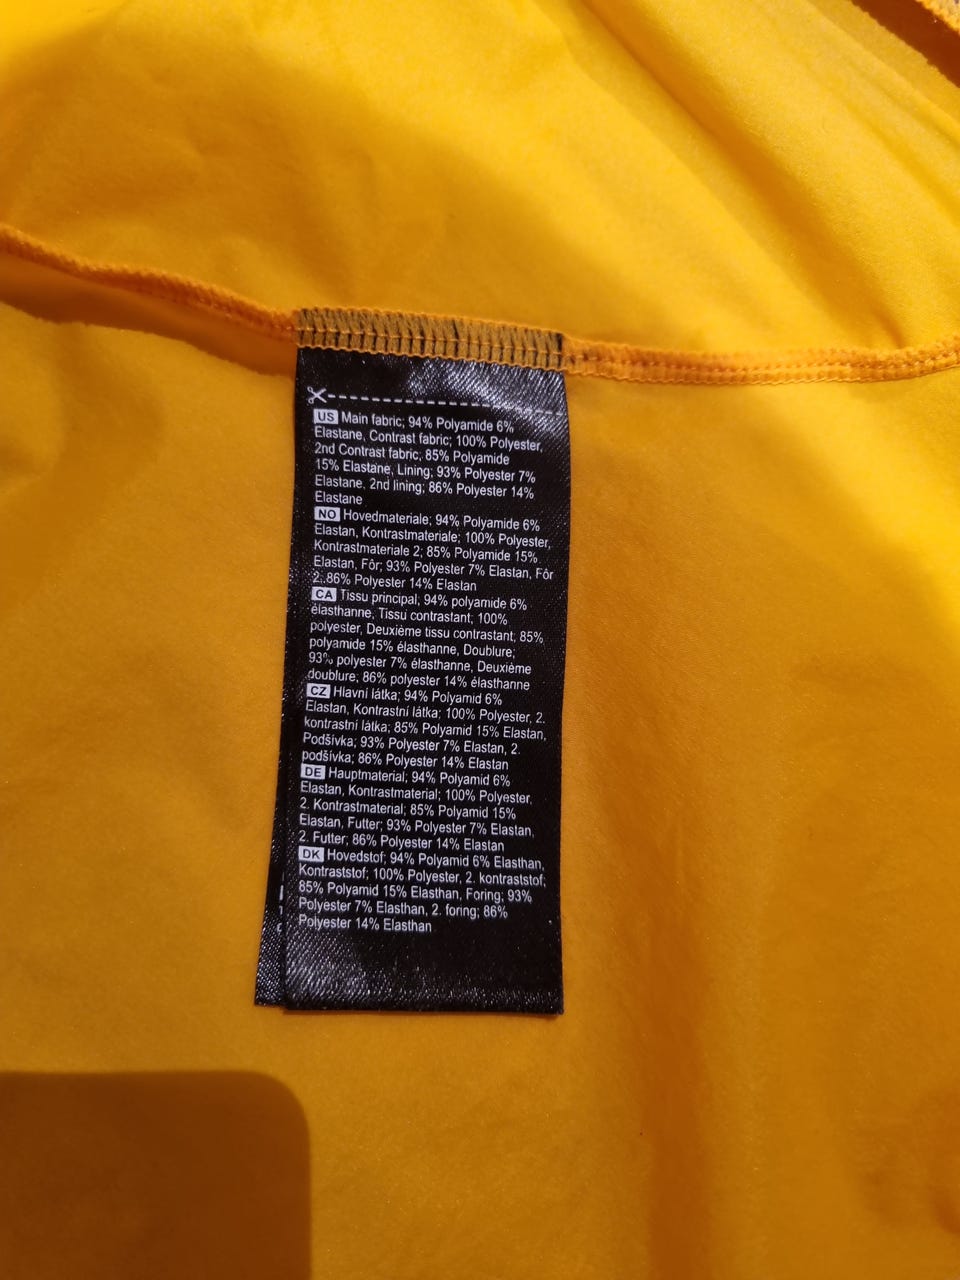 US Main fabric; 94% Polyamide 6%
Elastane, Contrast fabric; 100% Polyester,
2nd Contrast fabric, 85% Polyamide
15% Elastane, Lining; 93% Polyester 7%
Elastane, 2nd lining; 86% Polyester 14%
Elastane
NO Hovedmateriale; 94% Polyamide 6%
Elastan, Kontrastmateriale; 100% Polyester,
Kontrastmateriale 2; 85% Polyamide 15%
Elastan, Fôr; 93% Polyester 7% Elastan, Fôr
2; 86% Polyester 14% Elastan
CA Tissu principal; 94% polyamide 6%
élasthanne, Tissu contrastant; 100%
polyester, Deuxième tissu contrastant; 85%
polyamide 15% élasthanne, Doublure;
93% polyester 7% élasthanne, Deuxième
doublure; 86% polyester 14% élasthanne
CZ Hlavní látka; 94% Polyamid 6%
Elastan, Kontrastní látka; 100% Polyester, 2.
kontrastní látka; 85% Polyamid 15% Elastan,
Podšívka; 93% Polyester 7% Elastan, 2.
podšívka; 86% Polyester 14% Elastan
DE Hauptmaterial; 94% Polyamid 6%
Elastan, Kontrastmaterial; 100% Polyester,
2. Kontrastmaterial; 85% Polyamid 15%
Elastan, Futter; 93% Polyester 7% Elastan,
2. Futter; 86% Polyester 14% Elastan
DK Hovedstof; 94% Polyamid 6% Elasthan,
Kontraststof; 100% Polyester, 2. kontraststof;
85% Polyamid 15% Elasthan, Foring; 93%
Polyester 7% Elasthan, 2. foring; 86%
Polyester 14% Elasthan